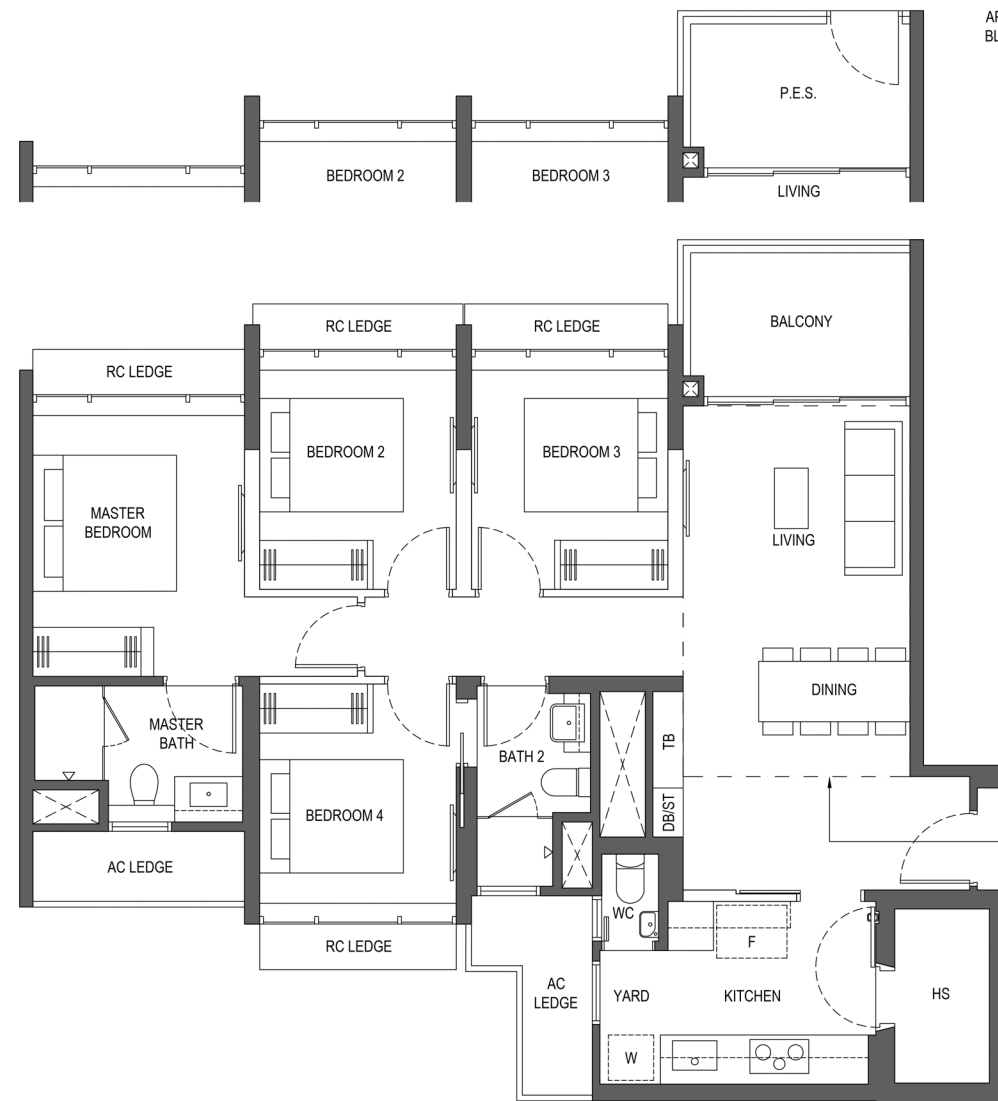 P.E.S.
BEDROOM 2
BEDROOM 3
LIVING
BALCONY
RC LEDGE
RC LEDGE
RC LEDGE
BEDROOM 2
BEDROOM 3
MASTER
BEDROOM
LIVING
DINING
MASTER
BATH
TB
BATH 2
DB/ST
BEDROOM 4
AC LEDGE
WC
F
RC LEDGE
AC
LEDGE
YARD
KITCHEN
HS
W